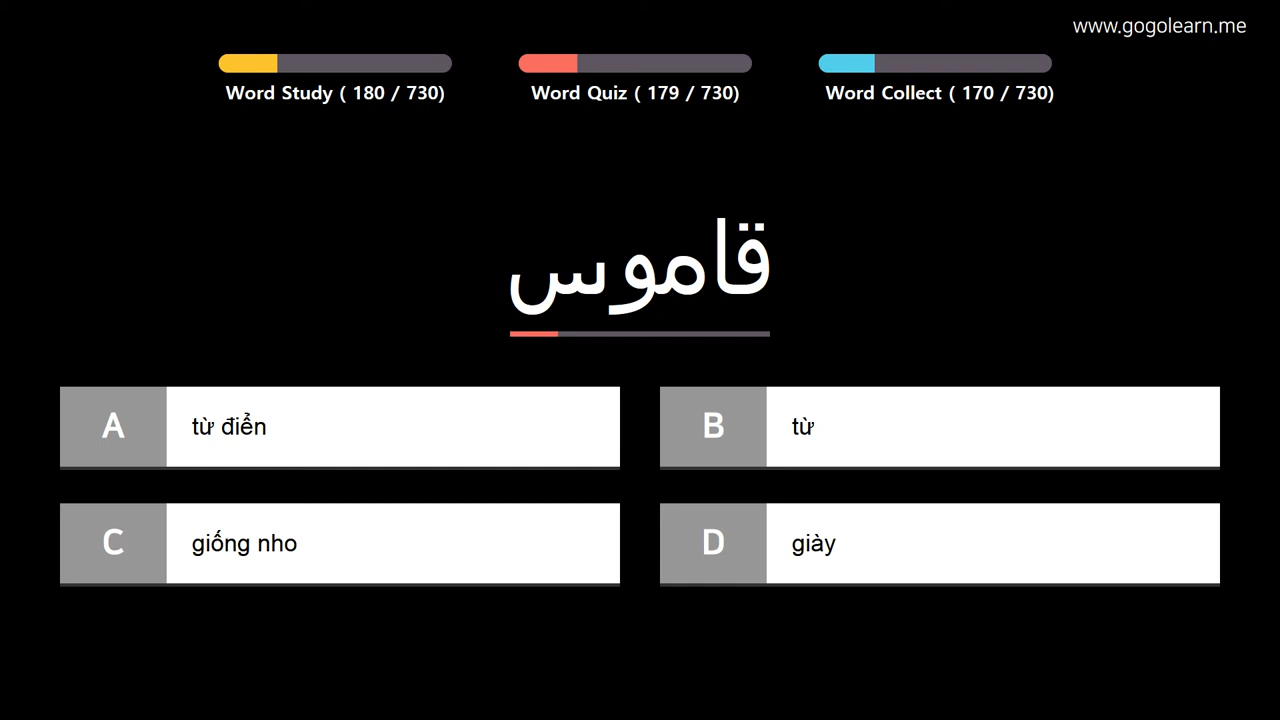 www.gogolearn.me
Word Study ( 180 / 730)
Word Quiz ( 179 / 730)
Word Collect ( 170 / 730)
قاموس
A
từ điển
B
từ
C
giống nho
D
giày